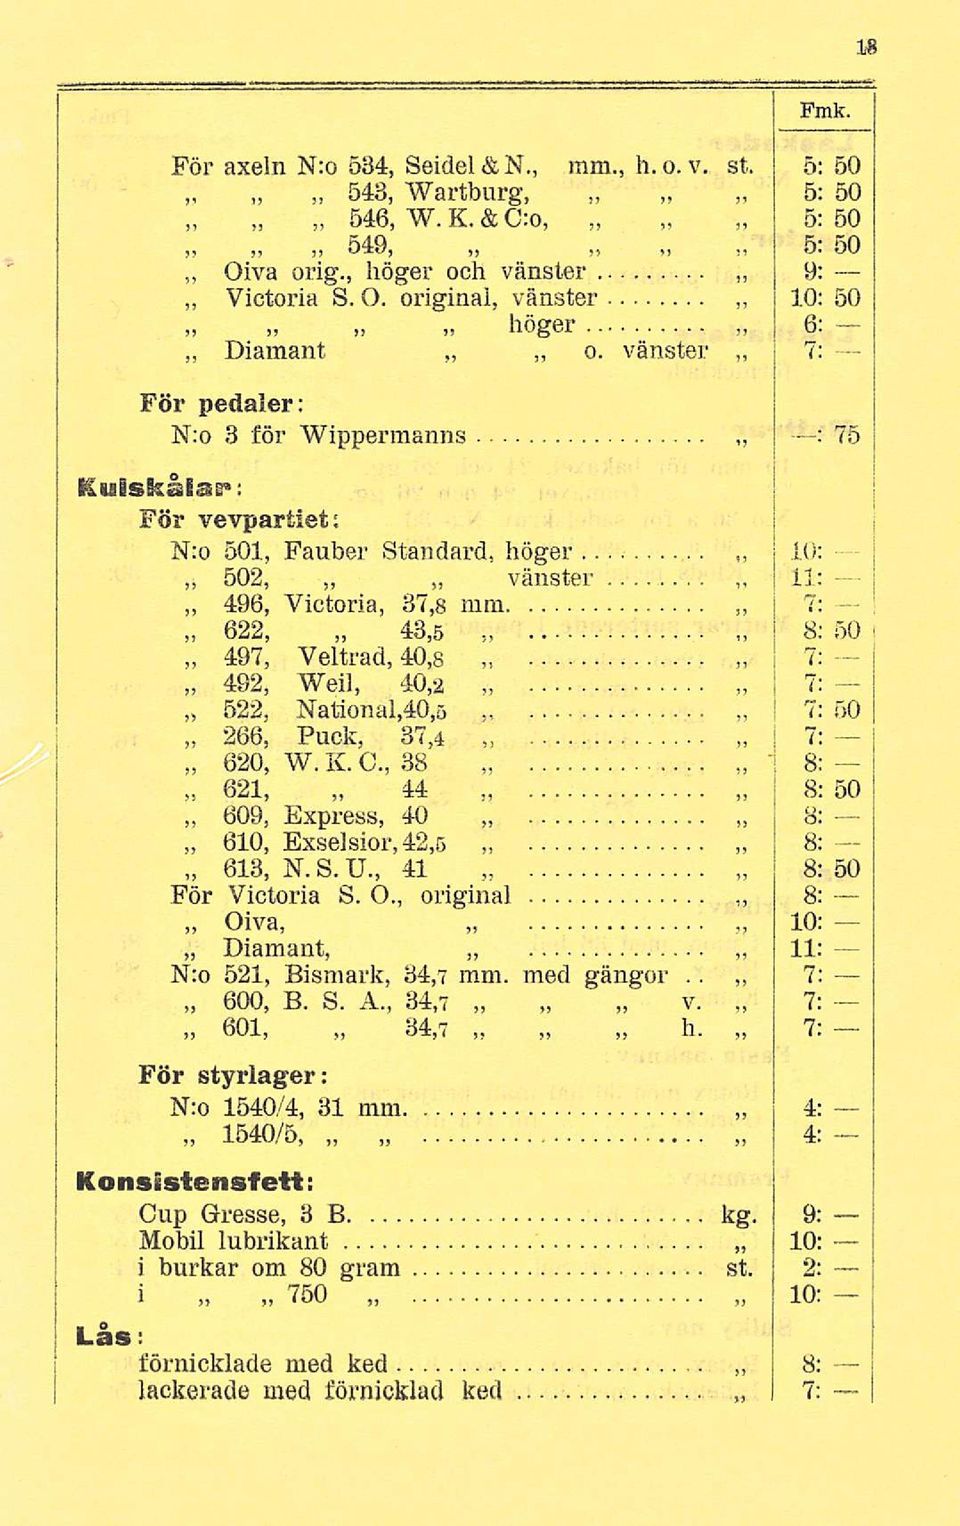 18
Fmk.
För axeln N:o 534, Seidel & N., mm., h. o. v. st. 5: 50
„ „ „ 543, Wartburg, „ „ „ 5: 50
„ „ „ 546, W. K. & C:o, „ „ „ 5: 50
„ „ „ 549, „ „ „ „ 5: 50
„ Oiva orig., höger och vänster ......... „ 9: —
„ Victoria S. O. original, vänster ........ „ 10: 50
„ „ „ „ höger .......... „ 6: —
„ Diamant „ „ o. vänster „ 7: —
För pedaler:
N:o 3 för Wippermanns .................. „ —: 75
Kulskålar:
För vevpartiet:
N:o 501, Fauber Standard, höger .......... „ 10: —
„ 502, „ „ vänster ........ „ 11: —
„ 496, Victoria, 37,8 mm. .............. „ 7: —
„ 622, „ 43,5 „ .............. „ 8: 50
„ 497, Veltrad, 40,8 „ .............. „ 7: —
„ 492, Weil, 40,2 „ .............. „ 7: —
„ 522, National,40,5 „ .............. „ 7: 50
„ 266, Puck, 37,4 „ .............. „ 7: —
„ 620, W. K. C., 38 „ .............. „ 8: —
„ 621, „ 44 „ .............. „ 8: 50
„ 609, Express, 40 „ .............. „ 8: —
„ 610, Exselsior, 42,5 „ .............. „ 8: —
„ 613, N. S. U., 41 „ .............. „ 8: 50
För Victoria S. O., original .............. „ 8: —
„ Oiva, „ .............. „ 10: —
„ Diamant, „ .............. „ 11: —
N:o 521, Bismark, 34,7 mm. med gängor .. „ 7: —
„ 600, B. S. A., 34,7 „ „ „ v. „ 7: —
„ 601, „ 34,7 „ „ „ h. „ 7: —
För styrlager:
N:o 1540/4, 31 mm. ...................... „ 4: —
„ 1540/5, „ „ ...................... „ 4: —
Konsistensfett:
Cup Gresse, 3 B. .......................... kg. 9: —
Mobil lubrikant ............................ „ 10: —
i burkar om 80 gram ....................... st. 2: —
i „ „ 750 „ ....................... „ 10: —
Lås:
förnicklade med ked ........................ „ 8: —
lackerade med förnicklad ked ............... „ 7: —